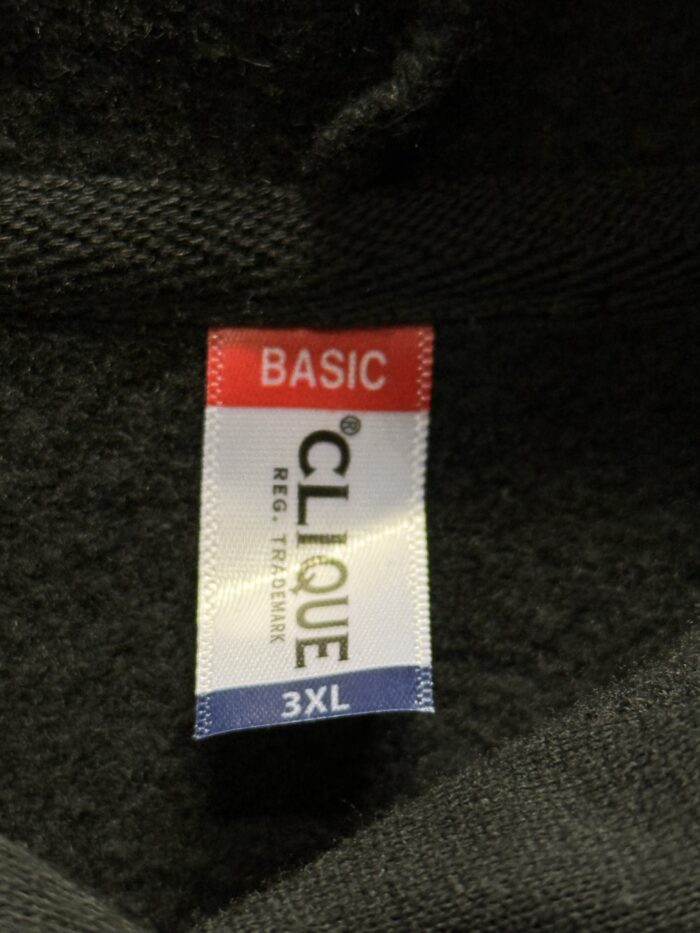 BASIC
CLIQUE®
REG. TRADEMARK
3XL